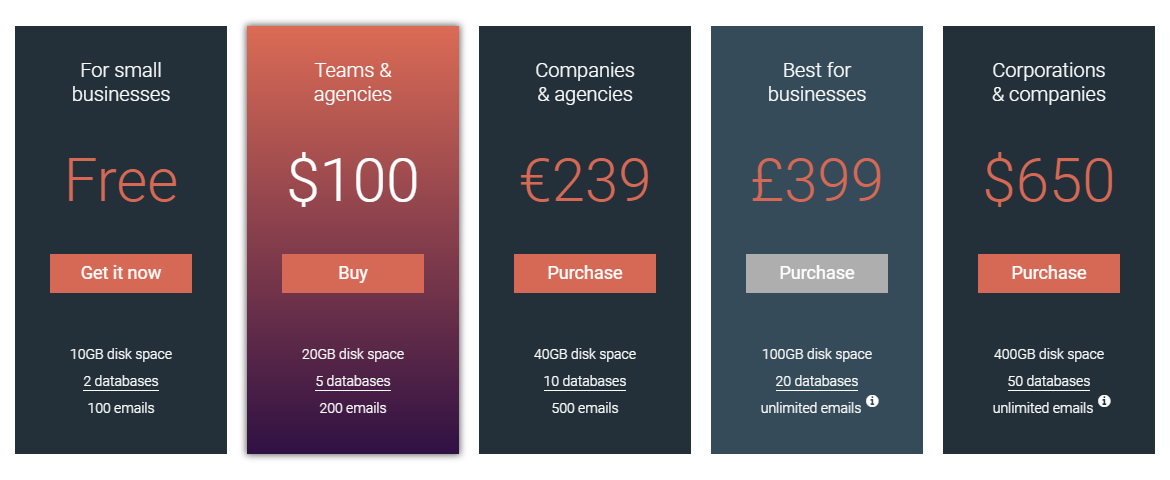 For small
businesses
Free
Get it now
10GB disk space
2 databases
100 emails
Teams &
agencies
$100
Buy
20GB disk space
5 databases
200 emails
Companies
& agencies
€239
Purchase
40GB disk space
10 databases
500 emails
Best for
businesses
£399
Purchase
100GB disk space
20 databases
unlimited emails
Corporations
& companies
$650
Purchase
400GB disk space
50 databases
unlimited emails